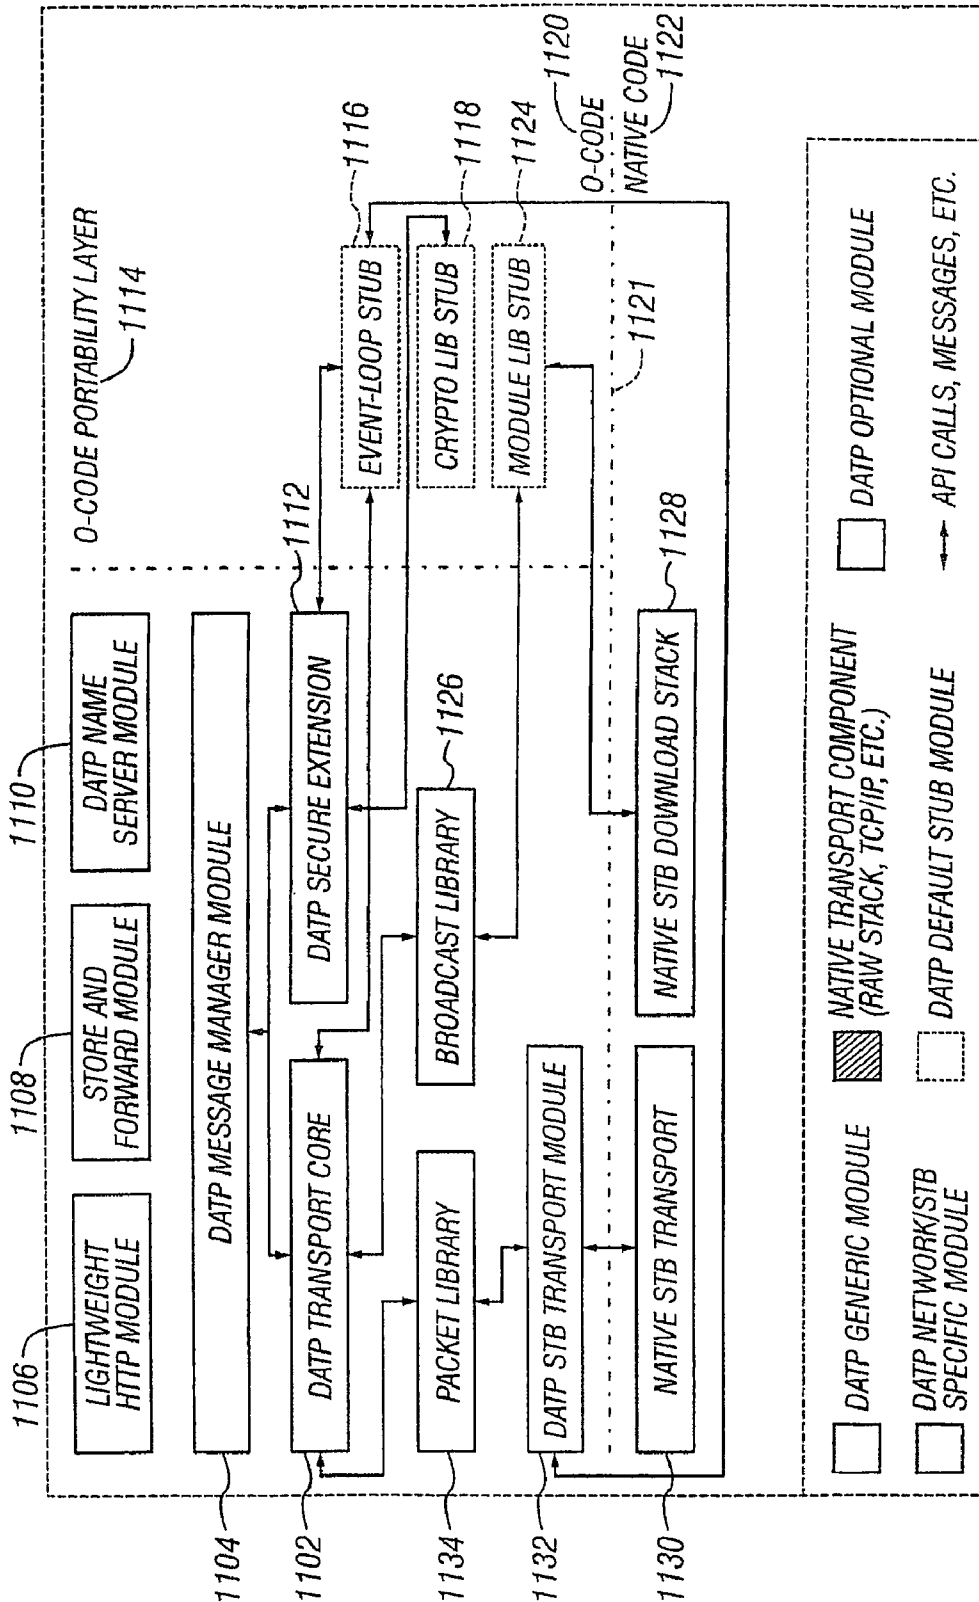 1106
LIGHTWEIGHT
HTTP MODULE
1108
STORE AND
FORWARD MODULE
1110
DATP NAME
SERVER MODULE
O-CODE PORTABILITY LAYER
1114
1104
DATP MESSAGE MANAGER MODULE
1102
DATP TRANSPORT CORE
DATP SECURE EXTENSION
1112
EVENT-LOOP STUB
1116
1134
PACKET LIBRARY
BROADCAST LIBRARY
1126
CRYPTO LIB STUB
1118
1132
DATP STB TRANSPORT MODULE
MODULE LIB STUB
1124
O-CODE
1120
NATIVE CODE
1122
1121
1130
NATIVE STB TRANSPORT
NATIVE STB DOWNLOAD STACK
1128
DATP GENERIC MODULE
NATIVE TRANSPORT COMPONENT
(RAW STACK, TCP/IP, ETC.)
DATP OPTIONAL MODULE
DATP NETWORK/STB
SPECIFIC MODULE
DATP DEFAULT STUB MODULE
API CALLS, MESSAGES, ETC.